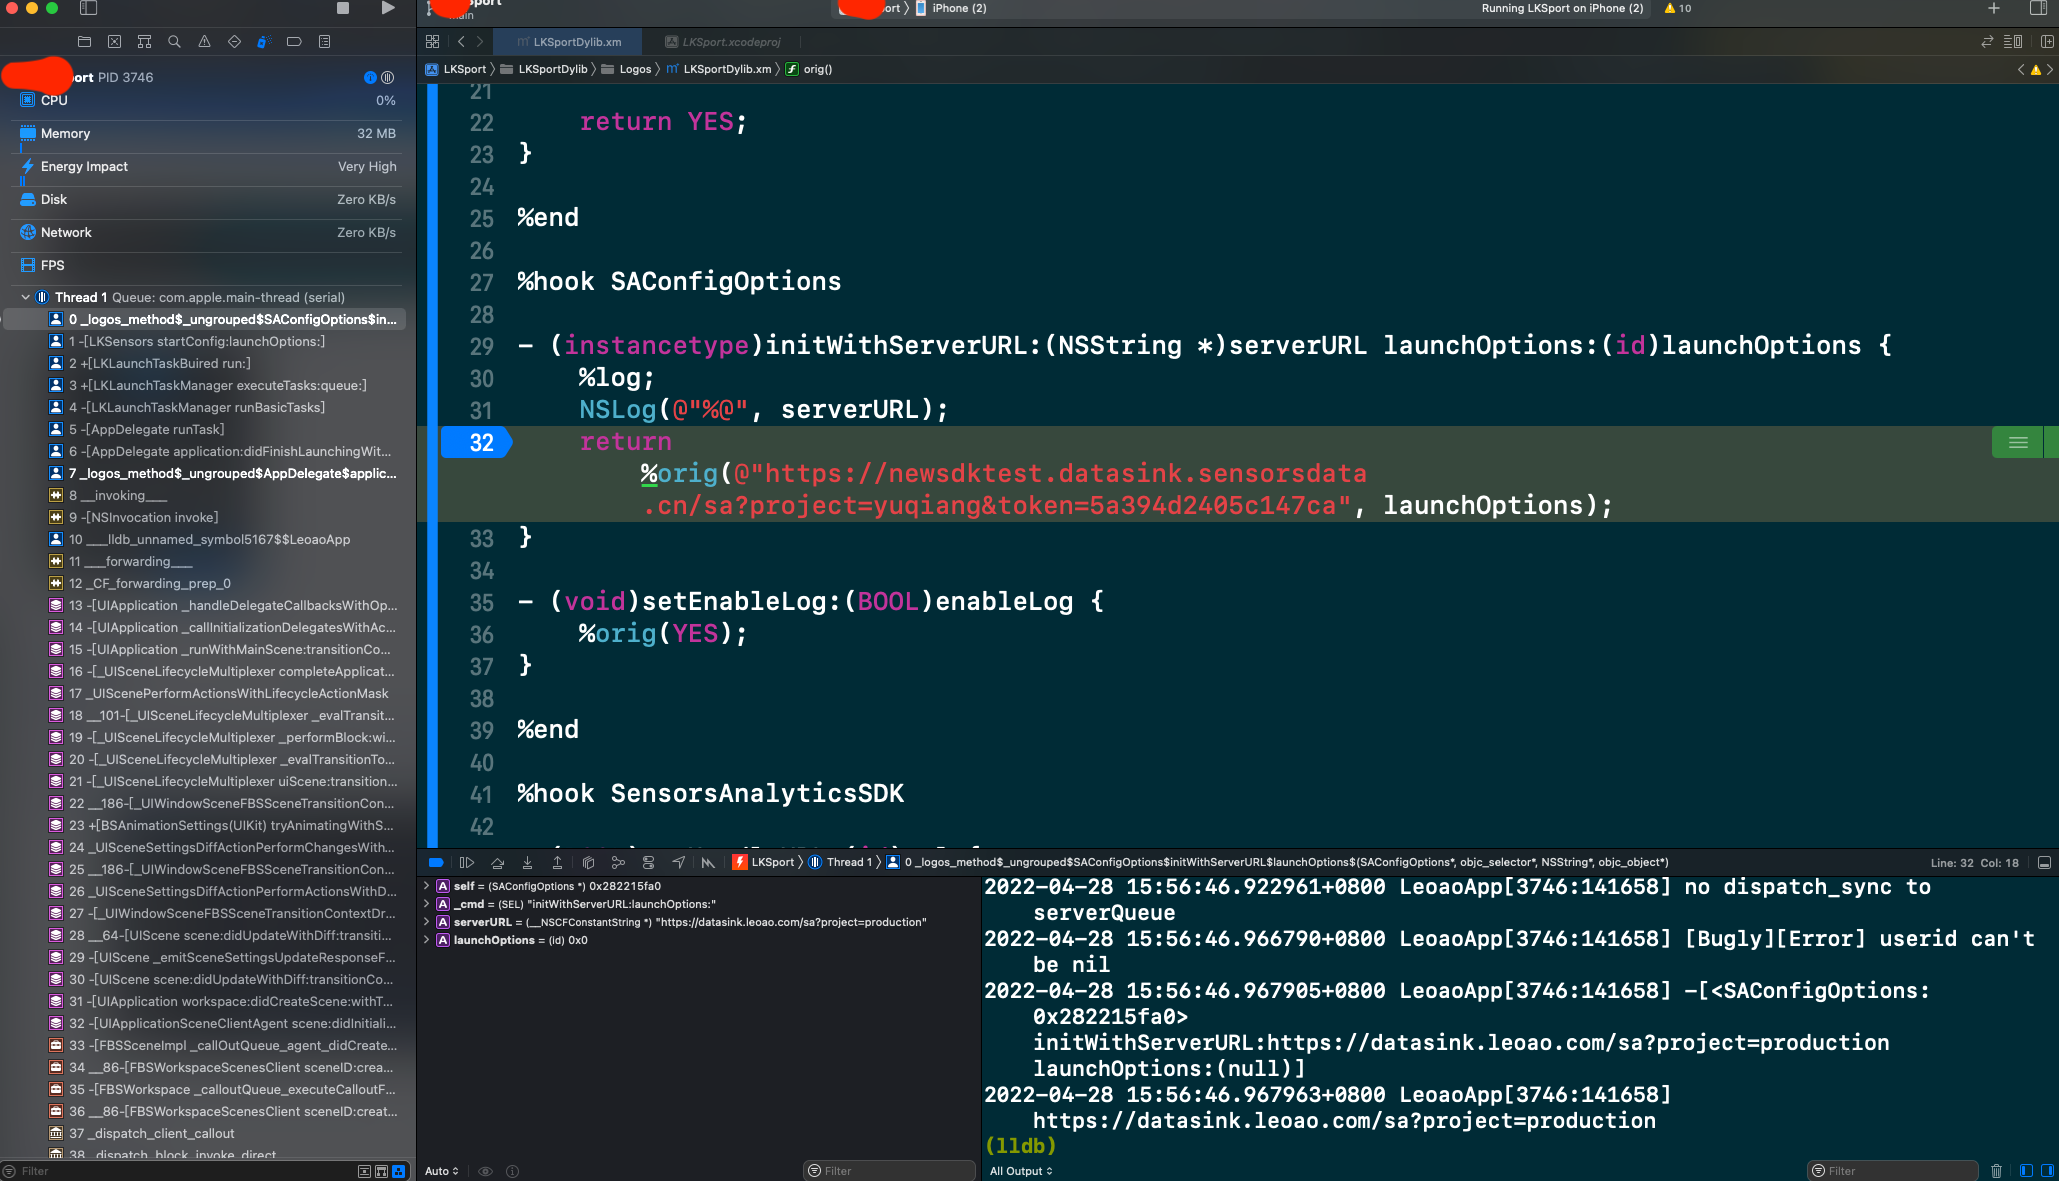 sport
main
ort 〉 iPhone (2)
Running LKSport on iPhone (2)
10
LKSportDylib.xm
LKSport.xcodeproj
LKSport 〉 LKSportDylib 〉 Logos 〉 LKSportDylib.xm 〉 orig()
ort PID 3746
CPU 0%
Memory 32 MB
Energy Impact Very High
Disk Zero KB/s
Network Zero KB/s
FPS
Thread 1 Queue: com.apple.main-thread (serial)
0 _logos_method$_ungrouped$SAConfigOptions$in...
1 -[LKSensors startConfig:launchOptions:]
2 +[LKLaunchTaskBuired run:]
3 +[LKLaunchTaskManager executeTasks:queue:]
4 -[LKLaunchTaskManager runBasicTasks]
5 -[AppDelegate runTask]
6 -[AppDelegate application:didFinishLaunchingWit...
7 _logos_method$_ungrouped$AppDelegate$applic...
8 __invoking___
9 -[NSInvocation invoke]
10 ___lldb_unnamed_symbol5167$$LeoaoApp
11 ___forwarding___
12 _CF_forwarding_prep_0
13 -[UIApplication _handleDelegateCallbacksWithOp...
14 -[UIApplication _callInitializationDelegatesWithAc...
15 -[UIApplication _runWithMainScene:transitionCo...
16 -[_UISceneLifecycleMultiplexer completeApplicat...
17 _UIScenePerformActionsWithLifecycleActionMask
18 __101-[_UISceneLifecycleMultiplexer _evalTransit...
19 -[_UISceneLifecycleMultiplexer _performBlock:wi...
20 -[_UISceneLifecycleMultiplexer _evalTransitionTo...
21 -[_UISceneLifecycleMultiplexer uiScene:transition...
22 __186-[_UIWindowSceneFBSSceneTransitionCon...
23 +[BSAnimationSettings(UIKit) tryAnimatingWithS...
24 _UISceneSettingsDiffActionPerformChangesWith...
25 __186-[_UIWindowSceneFBSSceneTransitionCon...
26 _UISceneSettingsDiffActionPerformActionsWithD...
27 -[_UIWindowSceneFBSSceneTransitionContextDr...
28 __64-[UIScene scene:didUpdateWithDiff:transiti...
29 -[UIScene _emitSceneSettingsUpdateResponseF...
30 -[UIScene scene:didUpdateWithDiff:transitionCo...
31 -[UIApplication workspace:didCreateScene:withT...
32 -[UIApplicationSceneClientAgent scene:didInitiali...
33 -[FBSSceneImpl _callOutQueue_agent_didCreate...
34 __86-[FBSWorkspaceScenesClient sceneID:crea...
35 -[FBSWorkspace _calloutQueue_executeCalloutF...
36 __86-[FBSWorkspaceScenesClient sceneID:creat...
37 _dispatch_client_callout
38 _dispatch_block_invoke_direct
Filter
21
22 return YES;
23 }
24
25 %end
26
27 %hook SAConfigOptions
28
29 - (instancetype)initWithServerURL:(NSString *)serverURL launchOptions:(id)launchOptions {
30 %log;
31 NSLog(@"%@", serverURL);
32 return
%orig(@"https://newsdktest.datasink.sensorsdata
.cn/sa?project=yuqiang&token=5a394d2405c147ca", launchOptions);
33 }
34
35 - (void)setEnableLog:(BOOL)enableLog {
36 %orig(YES);
37 }
38
39 %end
40
41 %hook SensorsAnalyticsSDK
42
LKSport 〉 Thread 1 〉 0 _logos_method$_ungrouped$SAConfigOptions$initWithServerURL$launchOptions$(SAConfigOptions*, objc_selector*, NSString*, objc_object*)
Line: 32 Col: 18
A self = (SAConfigOptions *) 0x282215fa0
A _cmd = (SEL) "initWithServerURL:launchOptions:"
A serverURL = (__NSCFConstantString *) "https://datasink.leoao.com/sa?project=production"
A launchOptions = (id) 0x0
Auto
Filter
2022-04-28 15:56:46.922961+0800 LeoaoApp[3746:141658] no dispatch_sync to
serverQueue
2022-04-28 15:56:46.966790+0800 LeoaoApp[3746:141658] [Bugly][Error] userid can't
be nil
2022-04-28 15:56:46.967905+0800 LeoaoApp[3746:141658] -[<SAConfigOptions:
0x282215fa0>
initWithServerURL:https://datasink.leoao.com/sa?project=production
launchOptions:(null)]
2022-04-28 15:56:46.967963+0800 LeoaoApp[3746:141658]
https://datasink.leoao.com/sa?project=production
(lldb)
All Output
Filter